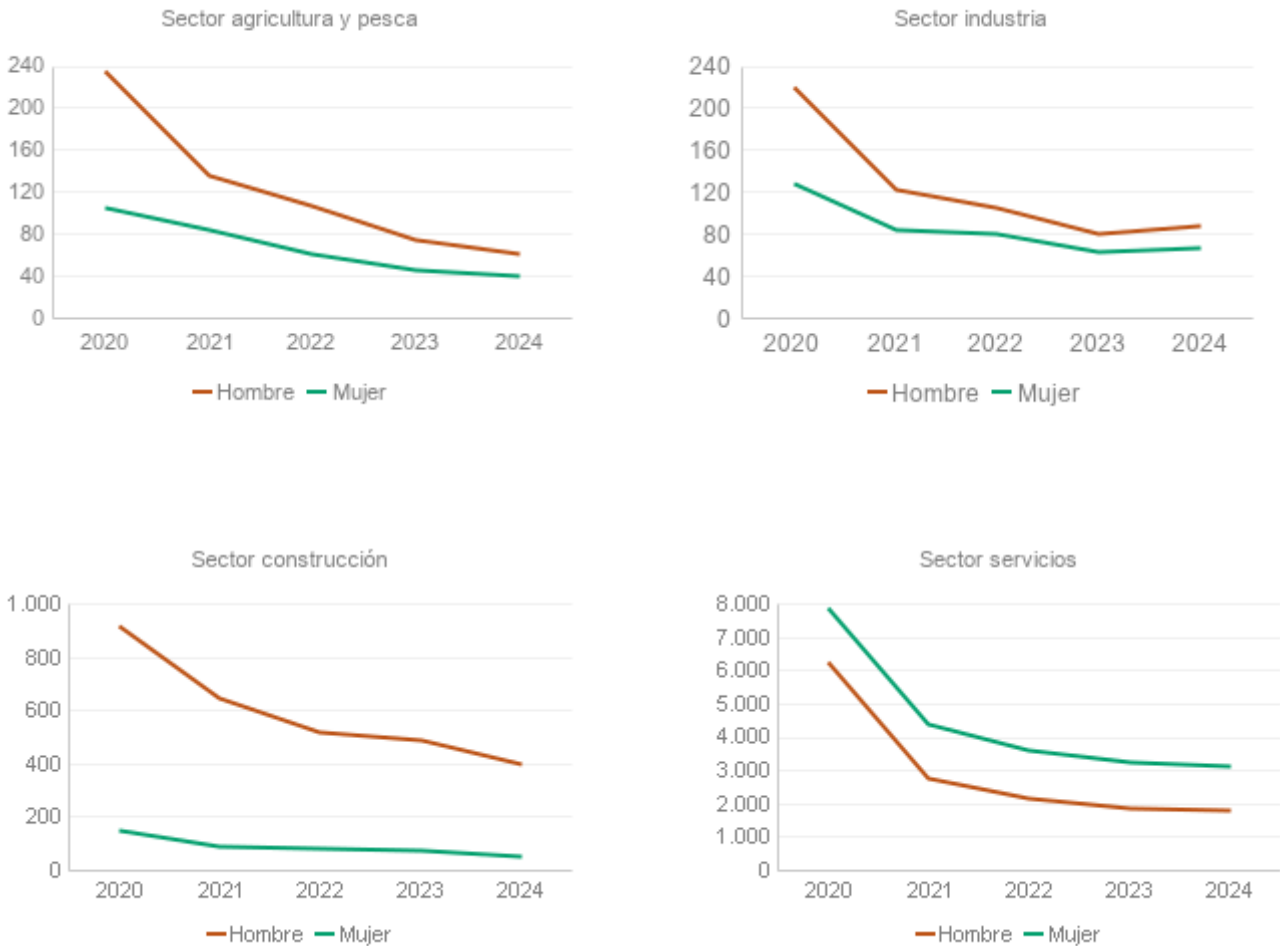 Sector agricultura y pesca
240
200
160
120
80
40
0
2020 2021 2022 2023 2024
Hombre Mujer
Sector industria
240
200
160
120
80
40
0
2020 2021 2022 2023 2024
Hombre Mujer
Sector construcción
1.000
800
600
400
200
0
2020 2021 2022 2023 2024
Hombre Mujer
Sector servicios
8.000
7.000
6.000
5.000
4.000
3.000
2.000
1.000
0
2020 2021 2022 2023 2024
Hombre Mujer